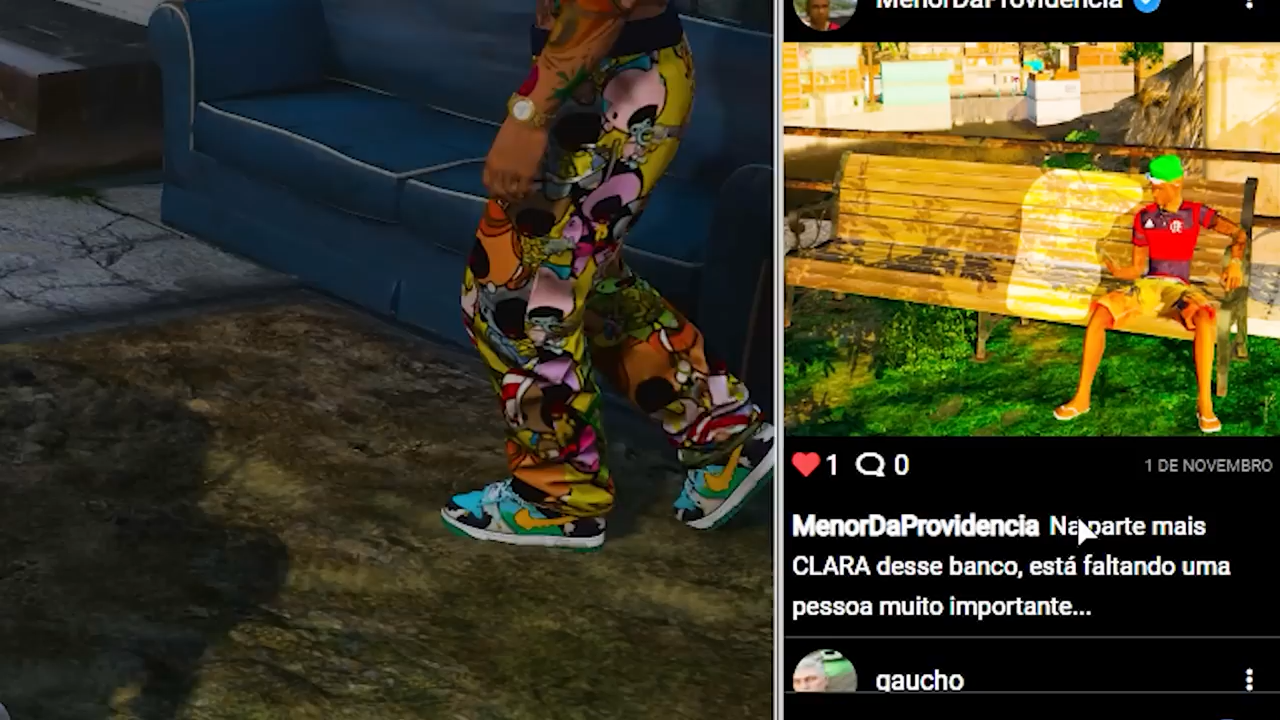 MenorDaProvidencia
1 0
1 DE NOVEMBRO
MenorDaProvidencia Na parte mais
CLARA desse banco, está faltando uma
pessoa muito importante...
gaucho